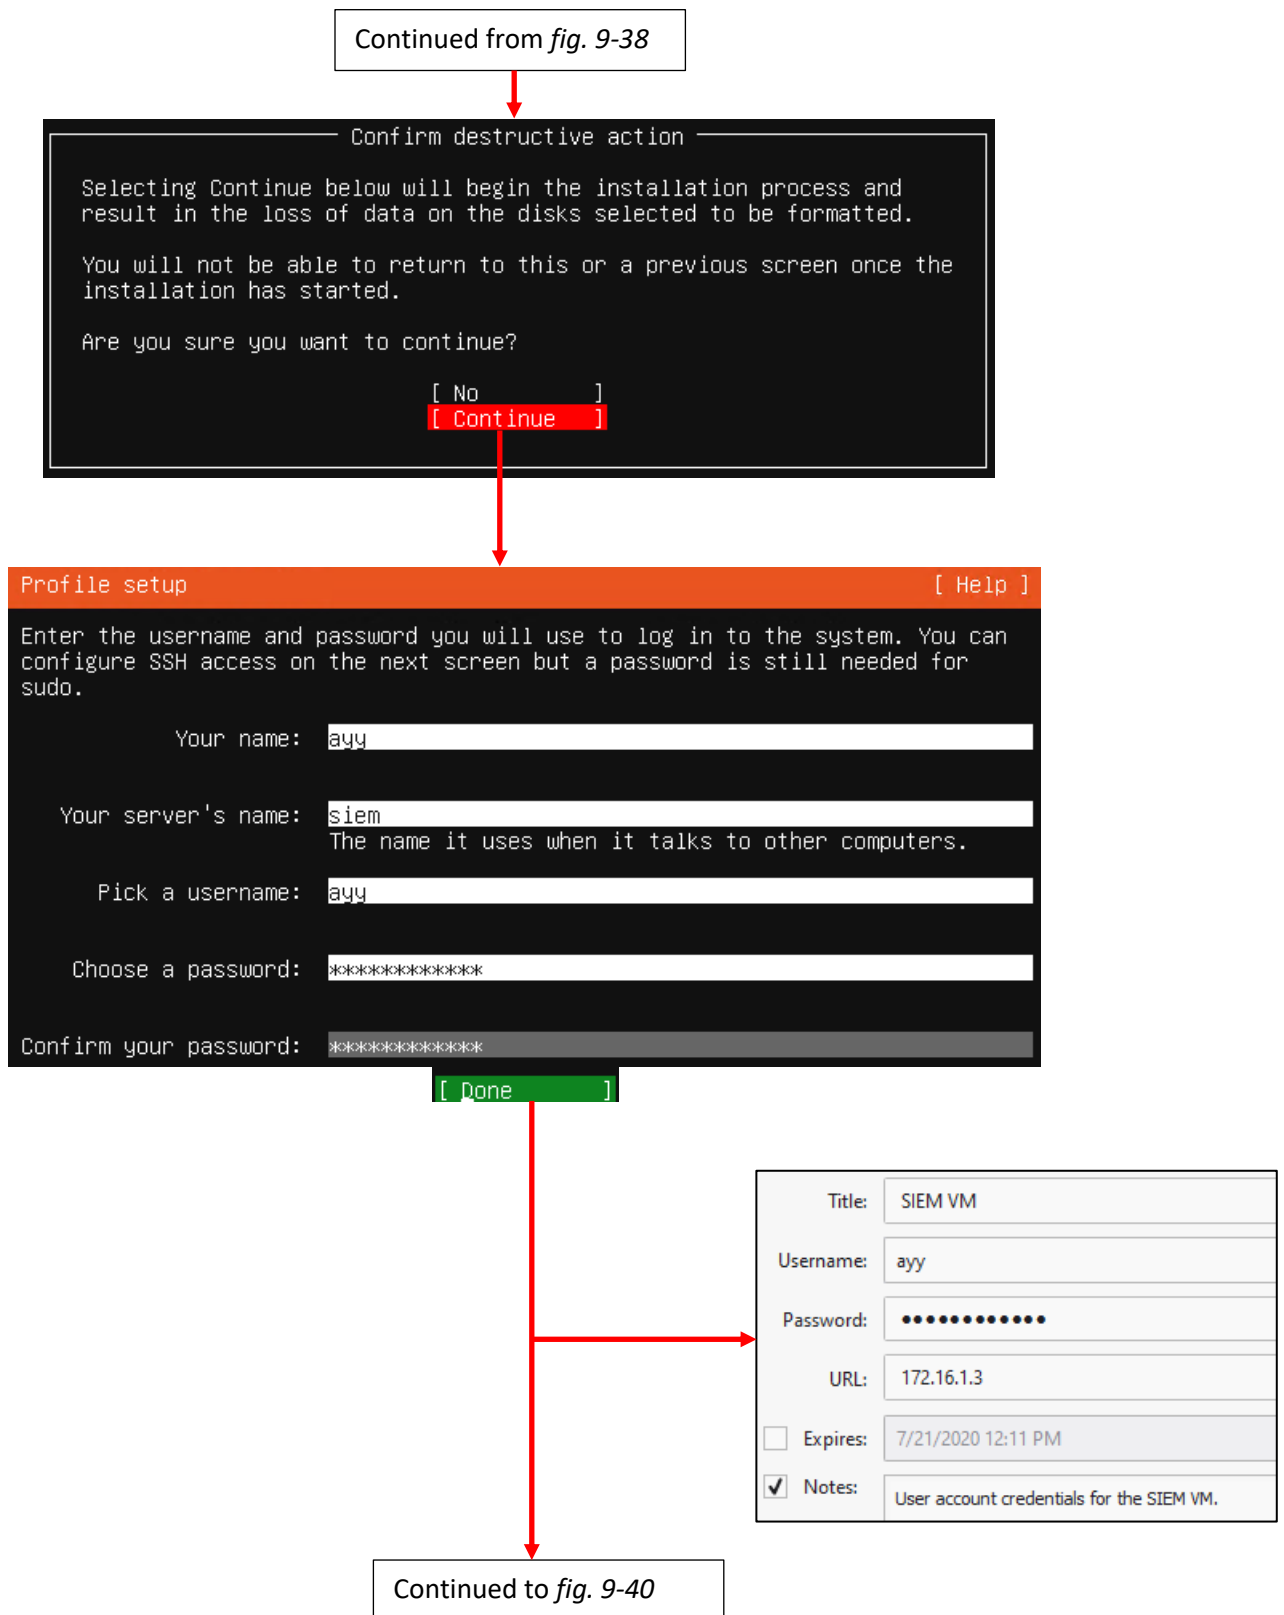 Continued from fig. 9-38
Confirm destructive action
Selecting Continue below will begin the installation process and
result in the loss of data on the disks selected to be formatted.
You will not be able to return to this or a previous screen once the
installation has started.
Are you sure you want to continue?
[ No ]
[ Continue ]
Profile setup [ Help ]
Enter the username and password you will use to log in to the system. You can
configure SSH access on the next screen but a password is still needed for
sudo.
Your name: ayy
Your server's name: siem
The name it uses when it talks to other computers.
Pick a username: ayy
Choose a password: ************
Confirm your password: ************
[ Done ]
Title: SIEM VM
Username: ayy
Password: ●●●●●●●●●●●●
URL: 172.16.1.3
Expires: 7/21/2020 12:11 PM
Notes: User account credentials for the SIEM VM.
Continued to fig. 9-40